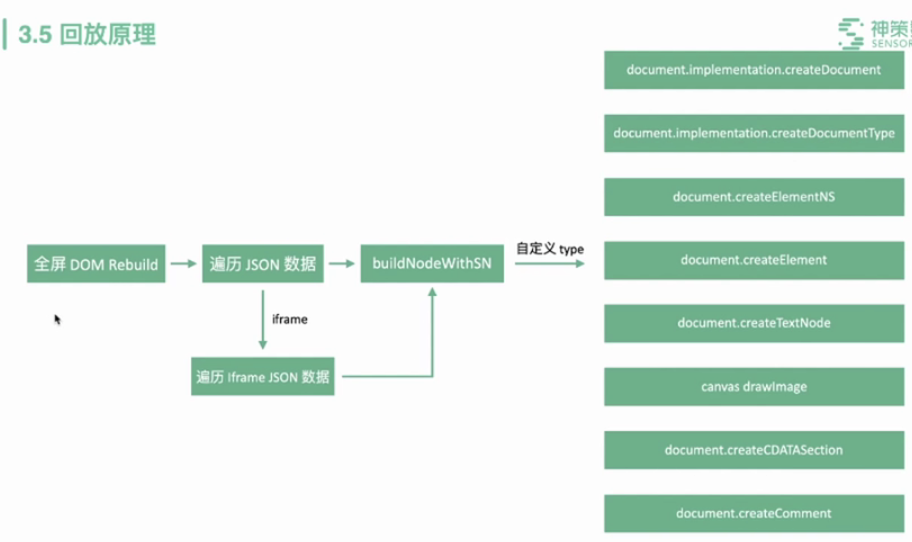 3.5 回放原理
神策
SENSOR
document.implementation.createDocument
document.implementation.createDocumentType
document.createElementNS
自定义 type
全屏 DOM Rebuild
遍历 JSON 数据
buildNodeWithSN
document.createElement
iframe
document.createTextNode
遍历 Iframe JSON 数据
canvas drawImage
document.createCDATASection
document.createComment